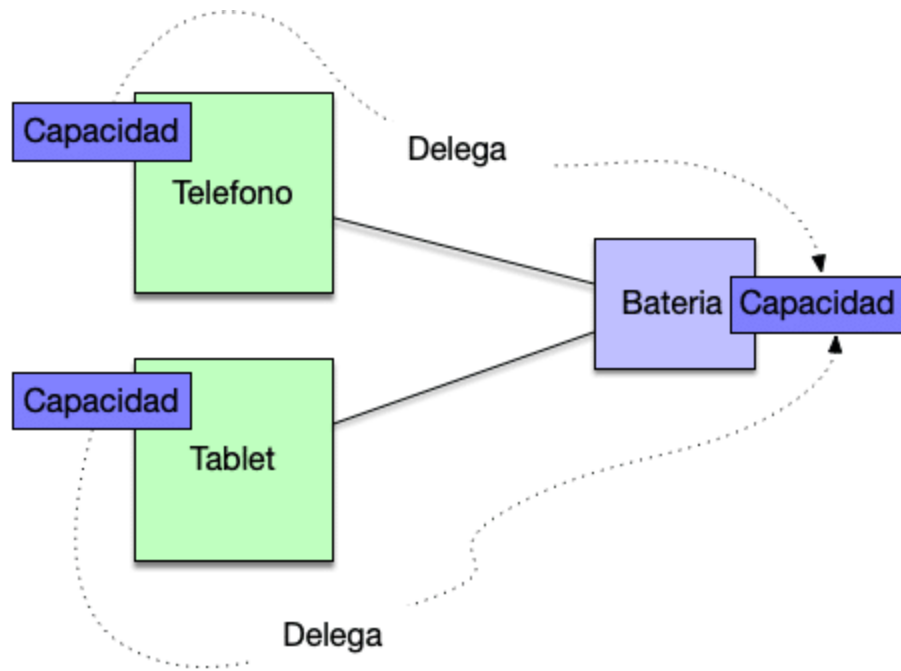 Capacidad
Delega
Telefono
Bateria
Capacidad
Capacidad
Tablet
Delega